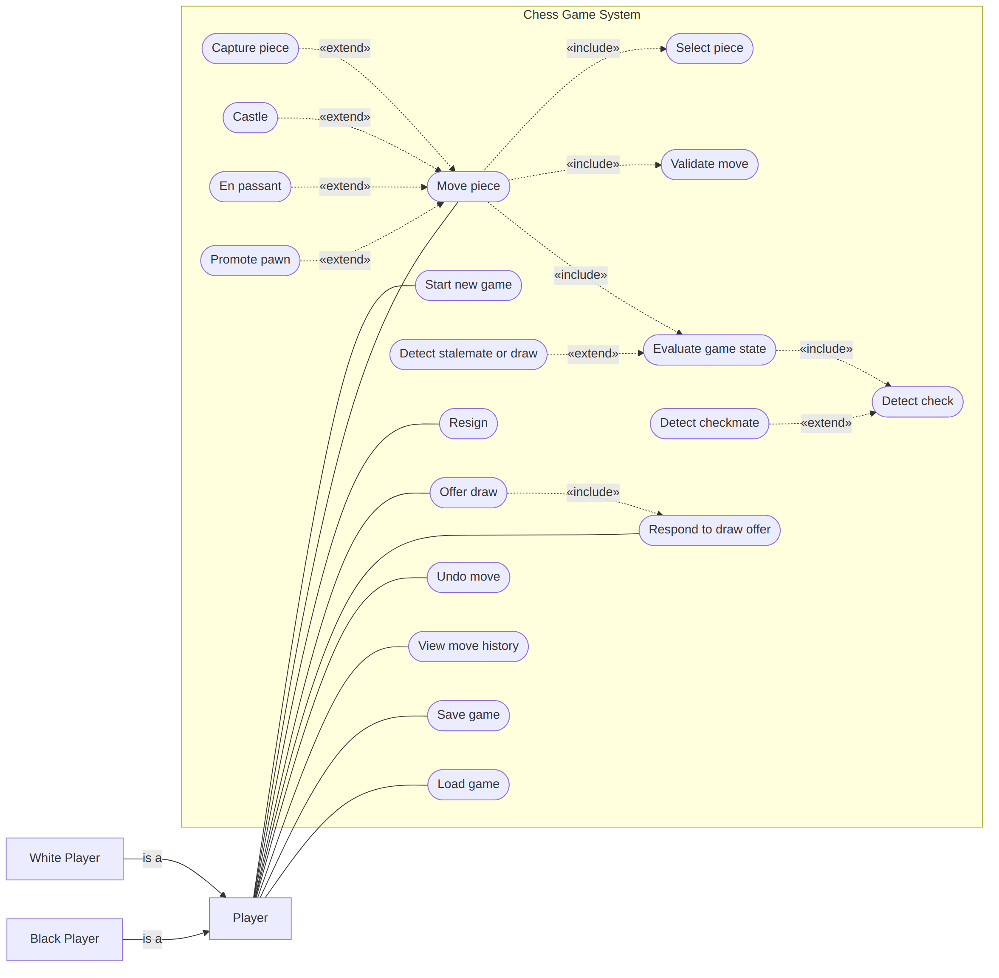 Chess Game System
Capture piece
«extend»
«include»
Select piece
Castle
«extend»
«include»
Validate move
En passant
«extend»
Move piece
Promote pawn
«extend»
Start new game
«include»
Detect stalemate or draw
«extend»
Evaluate game state
«include»
Detect check
Resign
Detect checkmate
«extend»
Offer draw
«include»
Respond to draw offer
Undo move
View move history
Save game
Load game
White Player
is a
Player
Black Player
is a